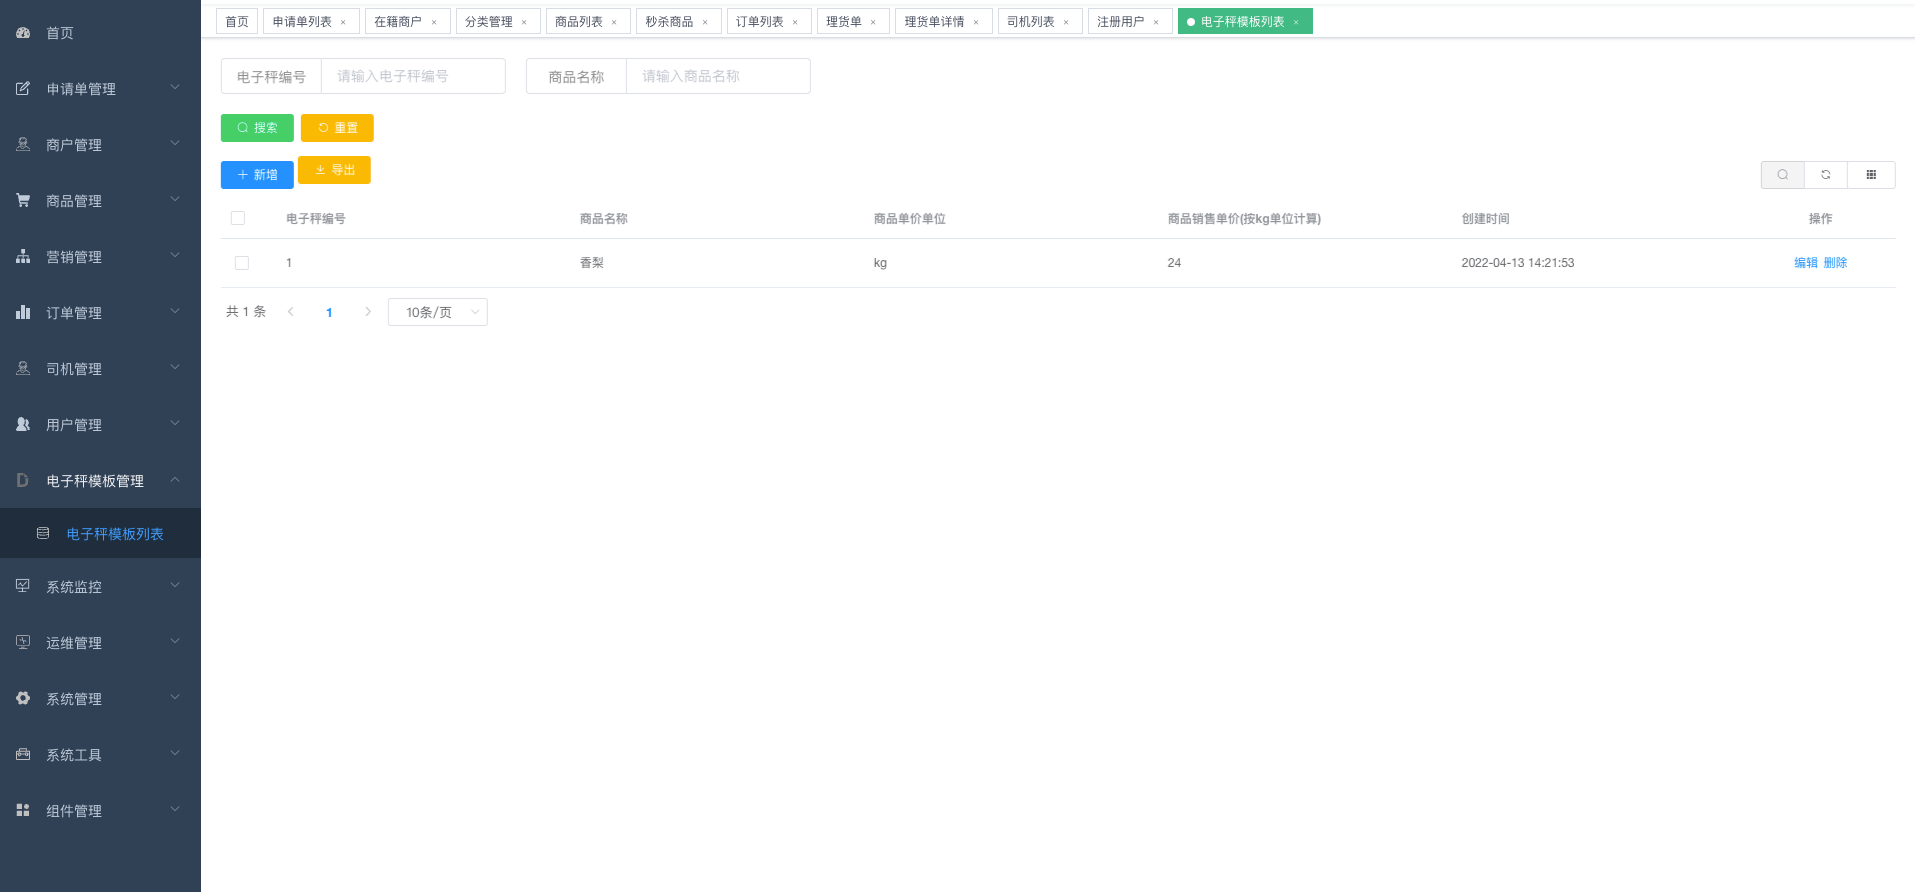 首页
申请单管理
商户管理
商品管理
营销管理
订单管理
司机管理
用户管理
电子秤模板管理
电子秤模板列表
系统监控
运维管理
系统管理
系统工具
组件管理
首页 申请单列表 × 在籍商户 × 分类管理 × 商品列表 × 秒杀商品 × 订单列表 × 理货单 × 理货单详情 × 司机列表 × 注册用户 × 电子秤模板列表 ×
电子秤编号 请输入电子秤编号 商品名称 请输入商品名称
搜索 重置
新增 导出
电子秤编号 商品名称 商品单价单位 商品销售单价(按kg单位计算) 创建时间 操作
1 香梨 kg 24 2022-04-13 14:21:53 编辑 删除
共 1 条 1 10条/页